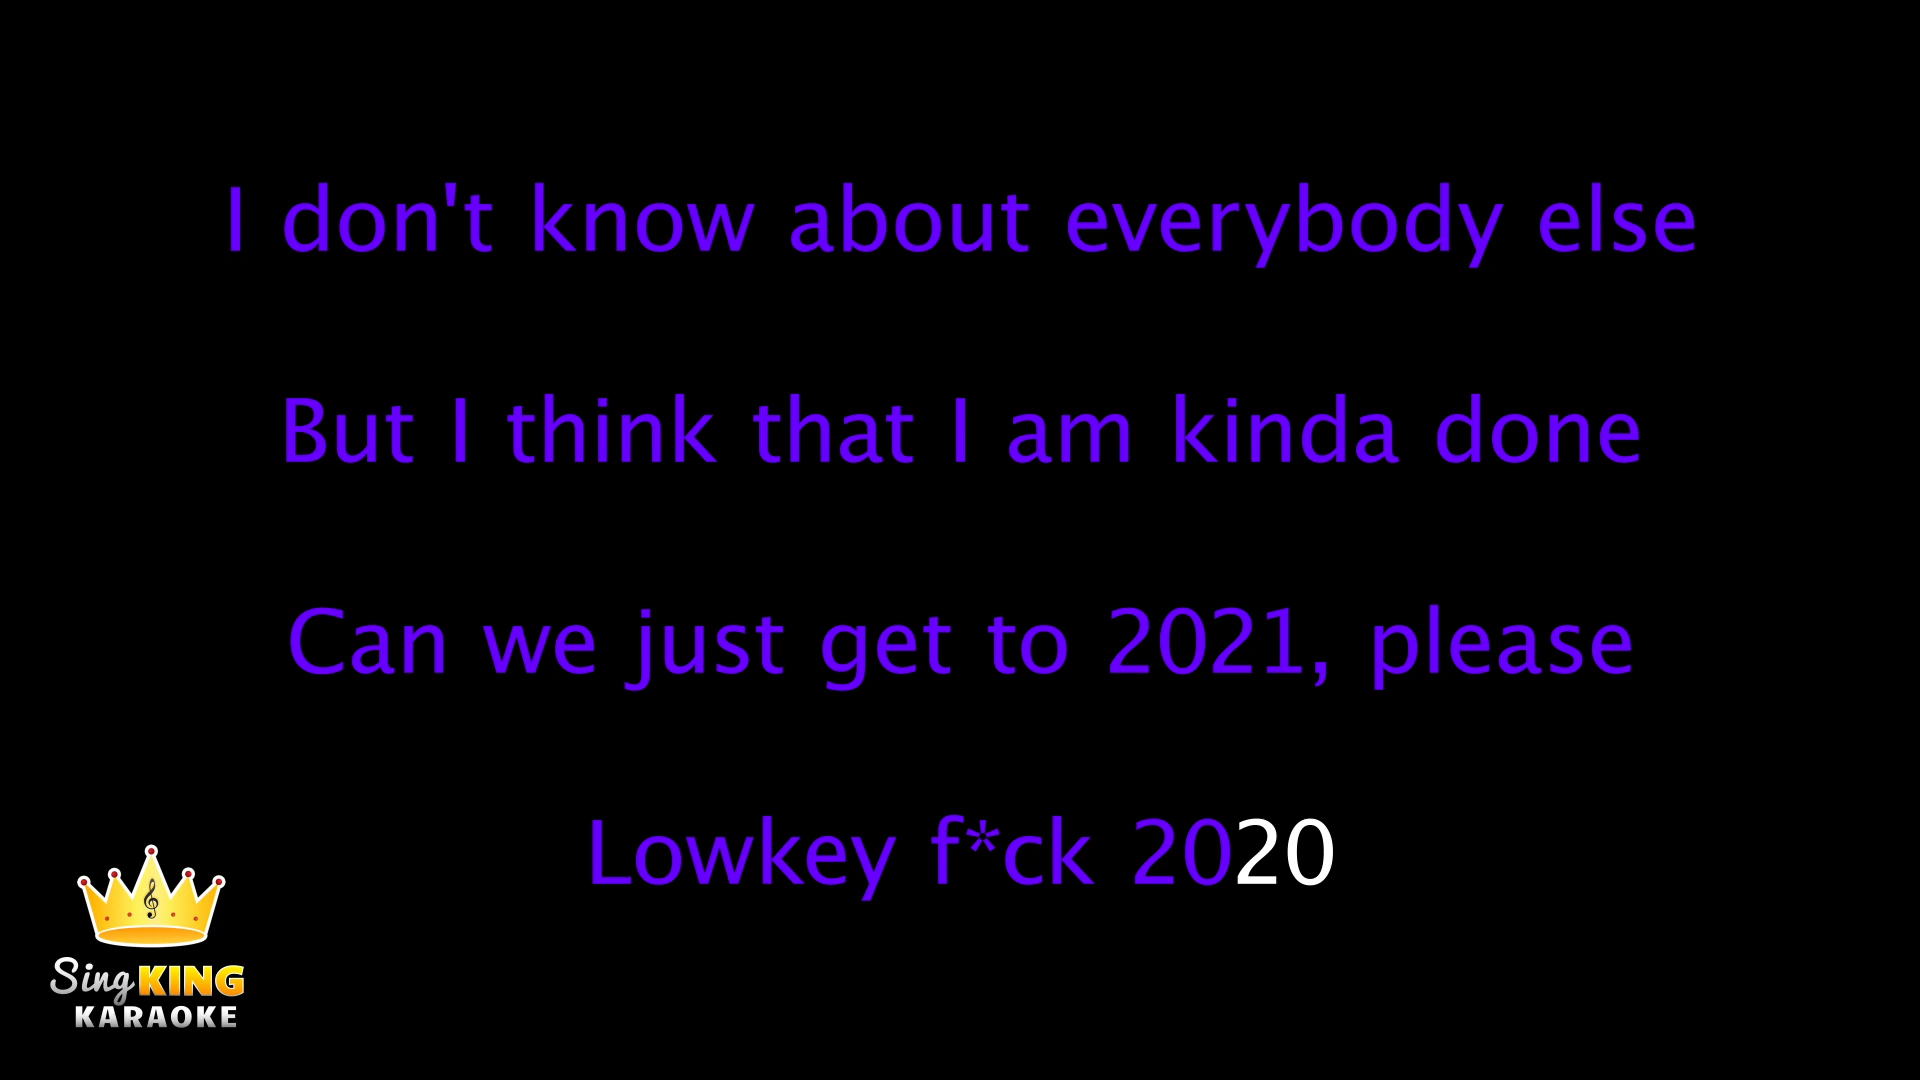 I don't know about everybody else
But I think that I am kinda done
Can we just get to 2021, please
Lowkey f*ck 2020
Sing KING
KARAOKE